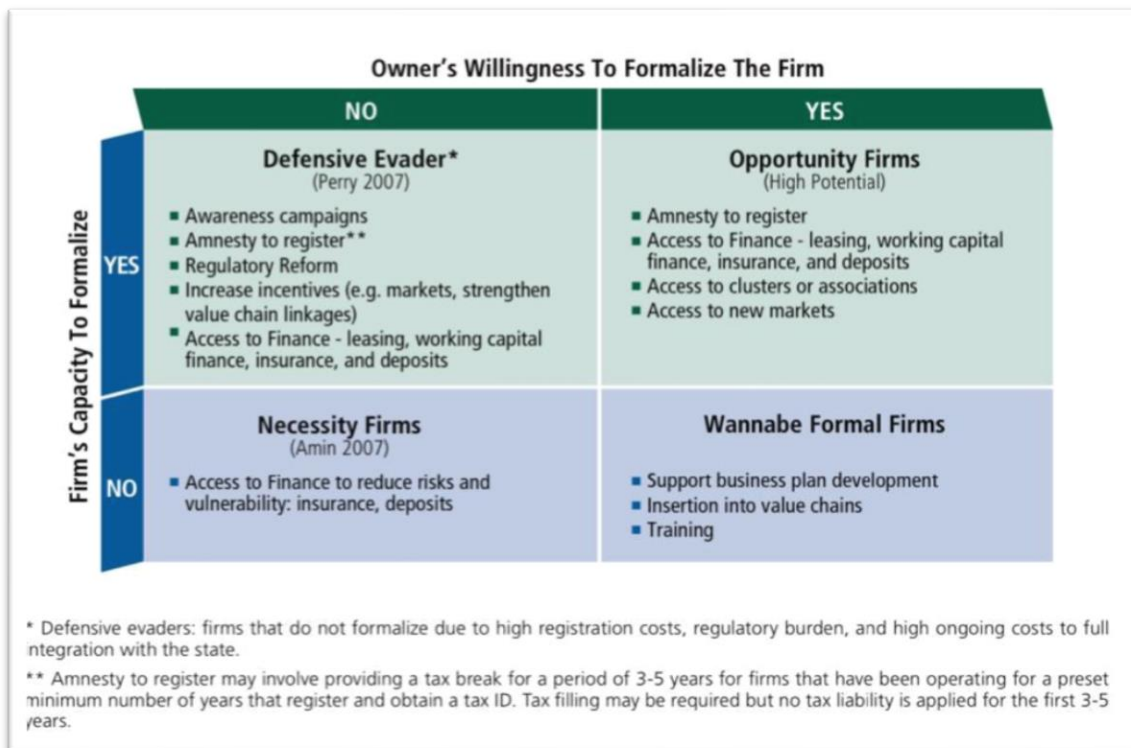 Owner's Willingness To Formalize The Firm
NO
YES
Firm's Capacity To Formalize
YES
Defensive Evader*
(Perry 2007)
▪ Awareness campaigns
▪ Amnesty to register**
▪ Regulatory Reform
▪ Increase incentives (e.g. markets, strengthen
value chain linkages)
▪ Access to Finance - leasing, working capital
finance, insurance, and deposits
Opportunity Firms
(High Potential)
▪ Amnesty to register
▪ Access to Finance - leasing, working capital
finance, insurance, and deposits
▪ Access to clusters or associations
▪ Access to new markets
NO
Necessity Firms
(Amin 2007)
▪ Access to Finance to reduce risks and
vulnerability: insurance, deposits
Wannabe Formal Firms
▪ Support business plan development
▪ Insertion into value chains
▪ Training
* Defensive evaders: firms that do not formalize due to high registration costs, regulatory burden, and high ongoing costs to full
integration with the state.
** Amnesty to register may involve providing a tax break for a period of 3-5 years for firms that have been operating for a preset
minimum number of years that register and obtain a tax ID. Tax filling may be required but no tax liability is applied for the first 3-5
years.